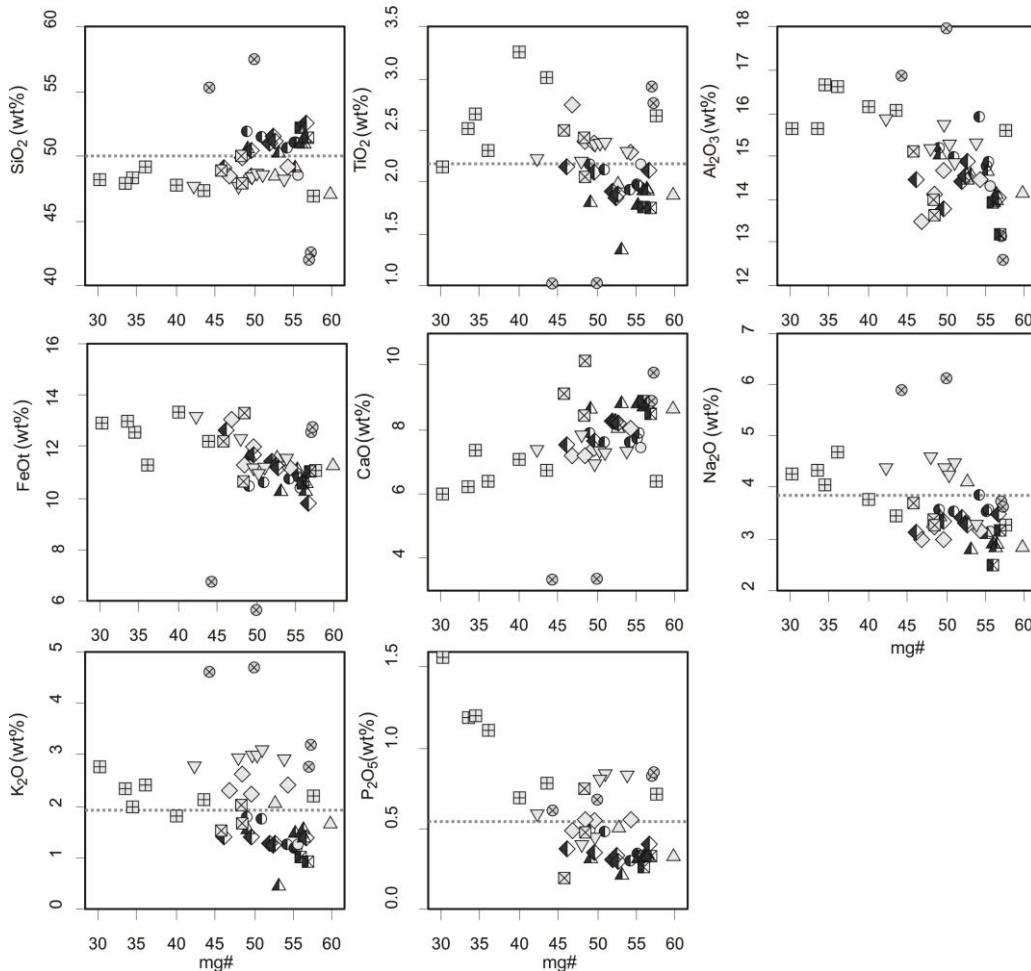 SiO2 (wt%)
60
55
50
45
40
30 35 40 45 50 55 60
TiO2 (wt%)
3.5
3.0
2.5
2.0
1.5
1.0
30 35 40 45 50 55 60
Al2O3 (wt%)
18
17
16
15
14
13
12
30 35 40 45 50 55 60
FeOt (wt%)
16
14
12
10
8
6
30 35 40 45 50 55 60
CaO (wt%)
10
8
6
4
30 35 40 45 50 55 60
Na2O (wt%)
7
6
5
4
3
2
30 35 40 45 50 55 60
mg#
K2O (wt%)
5
4
3
2
1
0
30 35 40 45 50 55 60
mg#
P2O5(wt%)
1.5
1.0
0.5
0.0
30 35 40 45 50 55 60
mg#